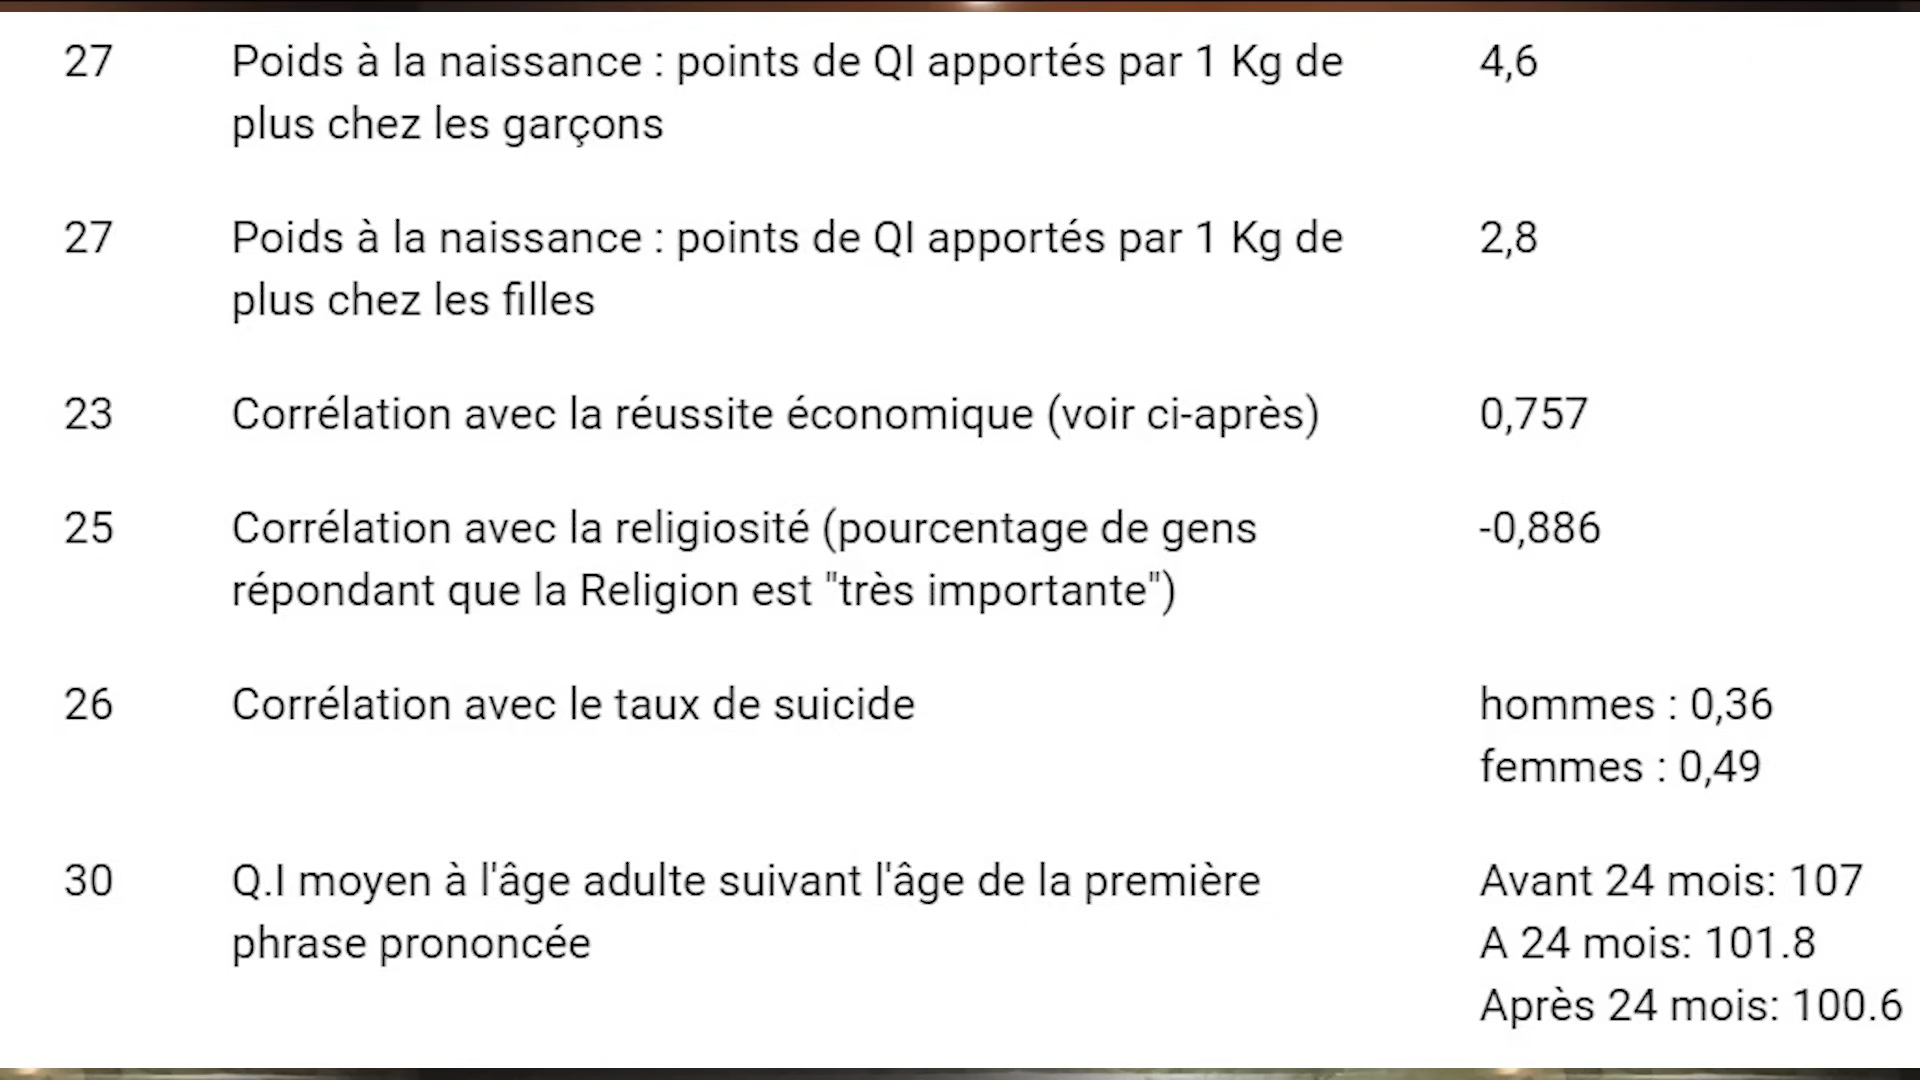 27 Poids à la naissance : points de QI apportés par 1 Kg de 4,6
plus chez les garçons
27 Poids à la naissance : points de QI apportés par 1 Kg de 2,8
plus chez les filles
23 Corrélation avec la réussite économique (voir ci-après) 0,757
25 Corrélation avec la religiosité (pourcentage de gens -0,886
répondant que la Religion est "très importante")
26 Corrélation avec le taux de suicide hommes : 0,36
femmes : 0,49
30 Q.I moyen à l'âge adulte suivant l'âge de la première Avant 24 mois: 107
phrase prononcée A 24 mois: 101.8
Après 24 mois: 100.6